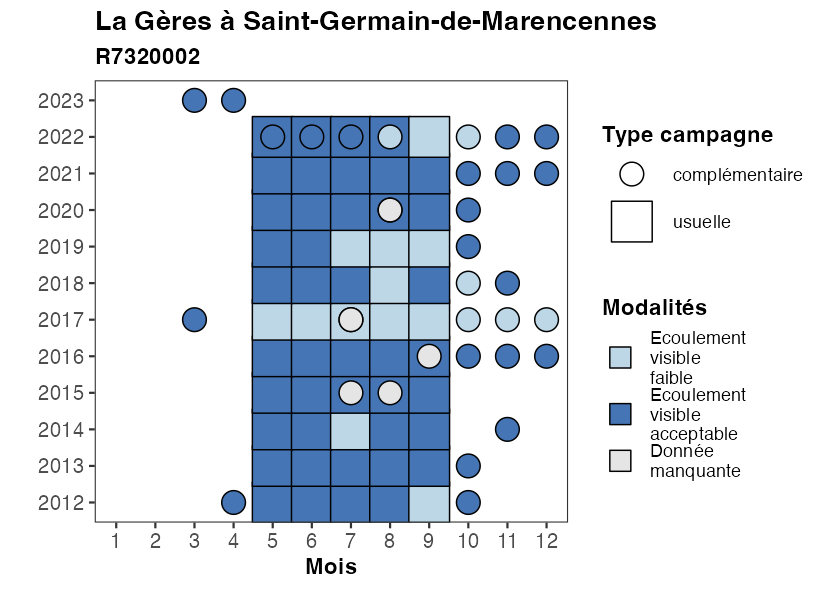 La Gères à Saint-Germain-de-Marencennes
R7320002
2023
2022
2021
2020
2019
2018
2017
2016
2015
2014
2013
2012
1 2 3 4 5 6 7 8 9 10 11 12
Mois
Type campagne
complémentaire
usuelle
Modalités
Ecoulement
visible
faible
Ecoulement
visible
acceptable
Donnée
manquante